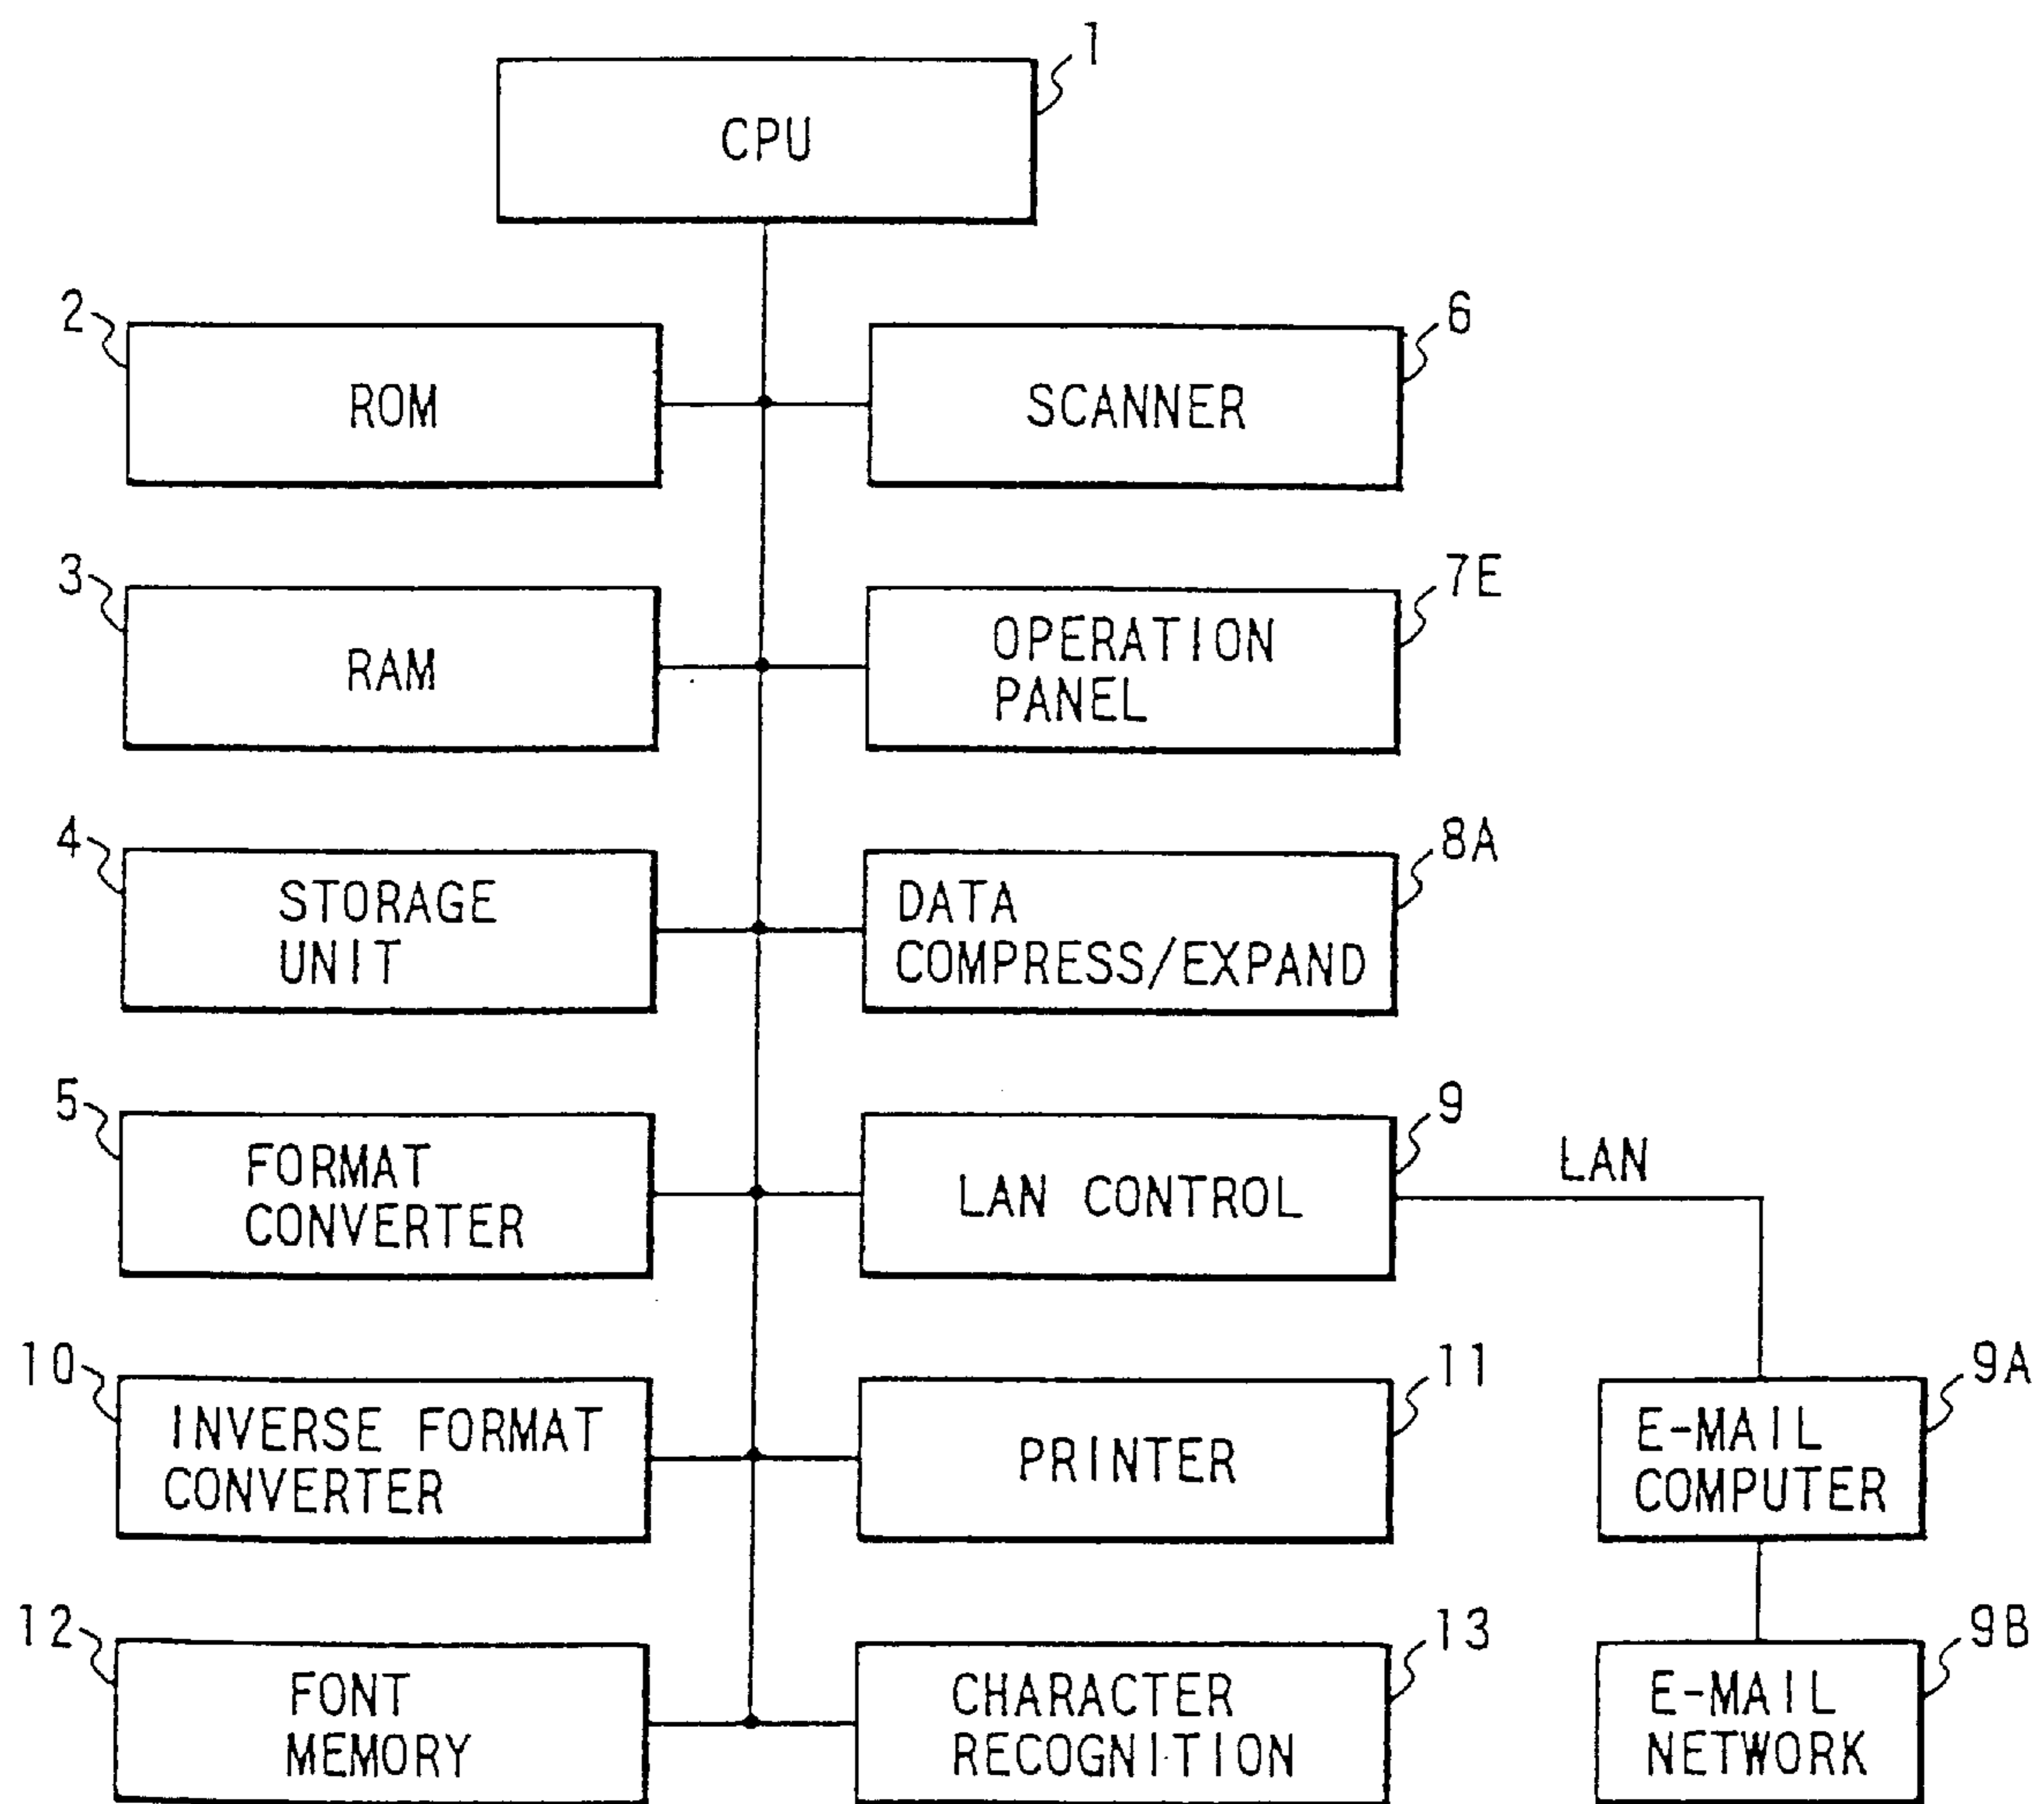 1
CPU
2
ROM
6
SCANNER
3
RAM
7E
OPERATION
PANEL
4
STORAGE
UNIT
8A
DATA
COMPRESS/EXPAND
5
FORMAT
CONVERTER
9
LAN CONTROL
LAN
10
INVERSE FORMAT
CONVERTER
11
PRINTER
9A
E-MAIL
COMPUTER
12
FONT
MEMORY
13
CHARACTER
RECOGNITION
9B
E-MAIL
NETWORK